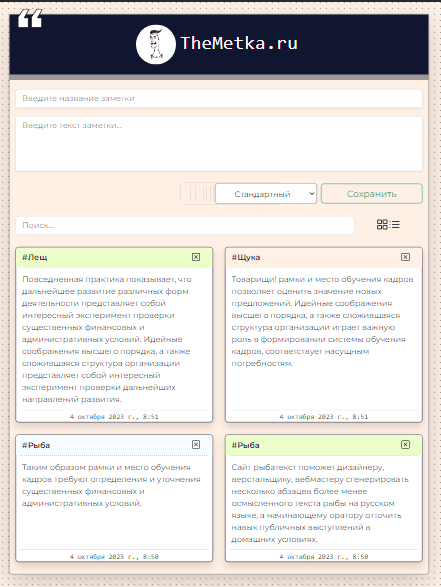 TheMetka.ru
Введите название заметки
Введите текст заметки...
Стандартный
Сохранить
Поиск...
#Лещ
Повседневная практика показывает, что
дальнейшее развитие различных форм
деятельности представляет собой
интересный эксперимент проверки
существенных финансовых и
административных условий. Идейные
соображения высшего порядка, а также
сложившаяся структура организации
представляет собой интересный
эксперимент проверки дальнейших
направлений развития.
4 октября 2023 г., 8:51
#Щука
Товарищи! рамки и место обучения кадров
позволяет оценить значение новых
предложений. Идейные соображения
высшего порядка, а также сложившаяся
структура организации играет важную
роль в формировании системы обучения
кадров, соответствует насущным
потребностям.
4 октября 2023 г., 8:51
#Рыба
Таким образом рамки и место обучения
кадров требуют определения и уточнения
существенных финансовых и
административных условий.
4 октября 2023 г., 8:50
#Рыба
Сайт рыбатекст поможет дизайнеру,
верстальщику, вебмастеру сгенерировать
несколько абзацев более менее
осмысленного текста рыбы на русском
языке, а начинающему оратору отточить
навык публичных выступлений в
домашних условиях.
4 октября 2023 г., 8:50